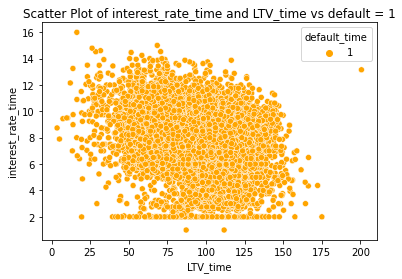 Scatter Plot of interest_rate_time and LTV_time vs default = 1
default_time
1
16
14
12
10
8
6
4
2
interest_rate_time
0 25 50 75 100 125 150 175 200
LTV_time